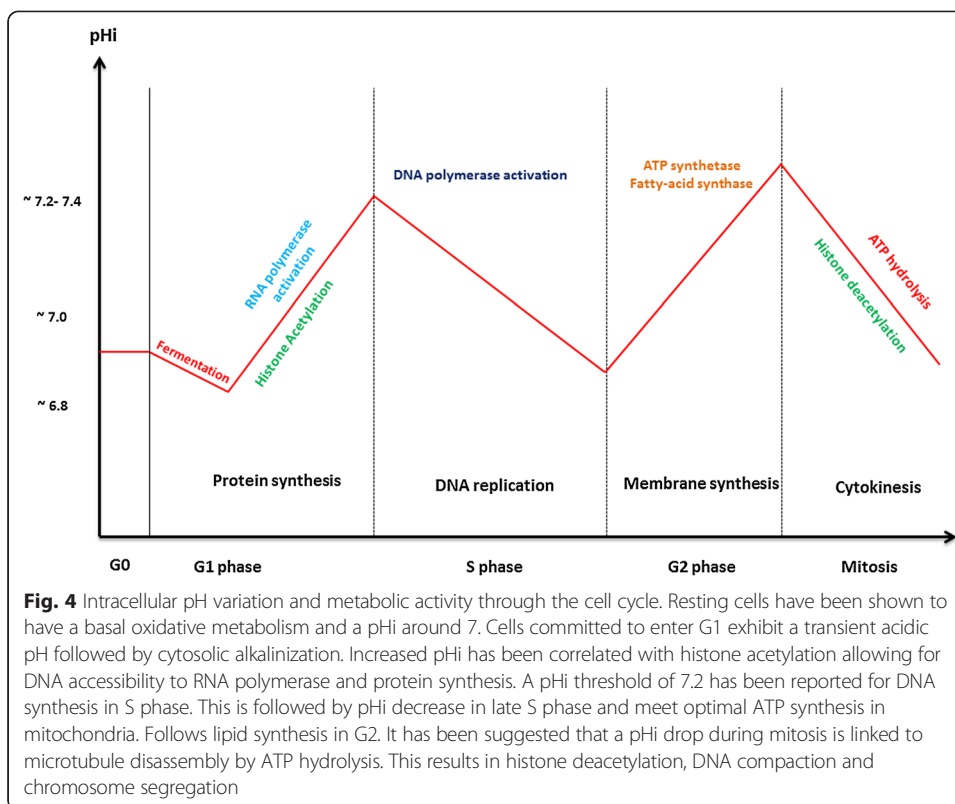 pHi
~ 7.2- 7.4
~ 7.0
~ 6.8
Fermentation
RNA polymerase
activation
Histone Acetylation
DNA polymerase activation
ATP synthetase
Fatty-acid synthase
ATP hydrolysis
Histone deacetylation
Protein synthesis
DNA replication
Membrane synthesis
Cytokinesis
G0
G1 phase
S phase
G2 phase
Mitosis
Fig. 4 Intracellular pH variation and metabolic activity through the cell cycle. Resting cells have been shown to
have a basal oxidative metabolism and a pHi around 7. Cells committed to enter G1 exhibit a transient acidic
pH followed by cytosolic alkalinization. Increased pHi has been correlated with histone acetylation allowing for
DNA accessibility to RNA polymerase and protein synthesis. A pHi threshold of 7.2 has been reported for DNA
synthesis in S phase. This is followed by pHi decrease in late S phase and meet optimal ATP synthesis in
mitochondria. Follows lipid synthesis in G2. It has been suggested that a pHi drop during mitosis is linked to
microtubule disassembly by ATP hydrolysis. This results in histone deacetylation, DNA compaction and
chromosome segregation